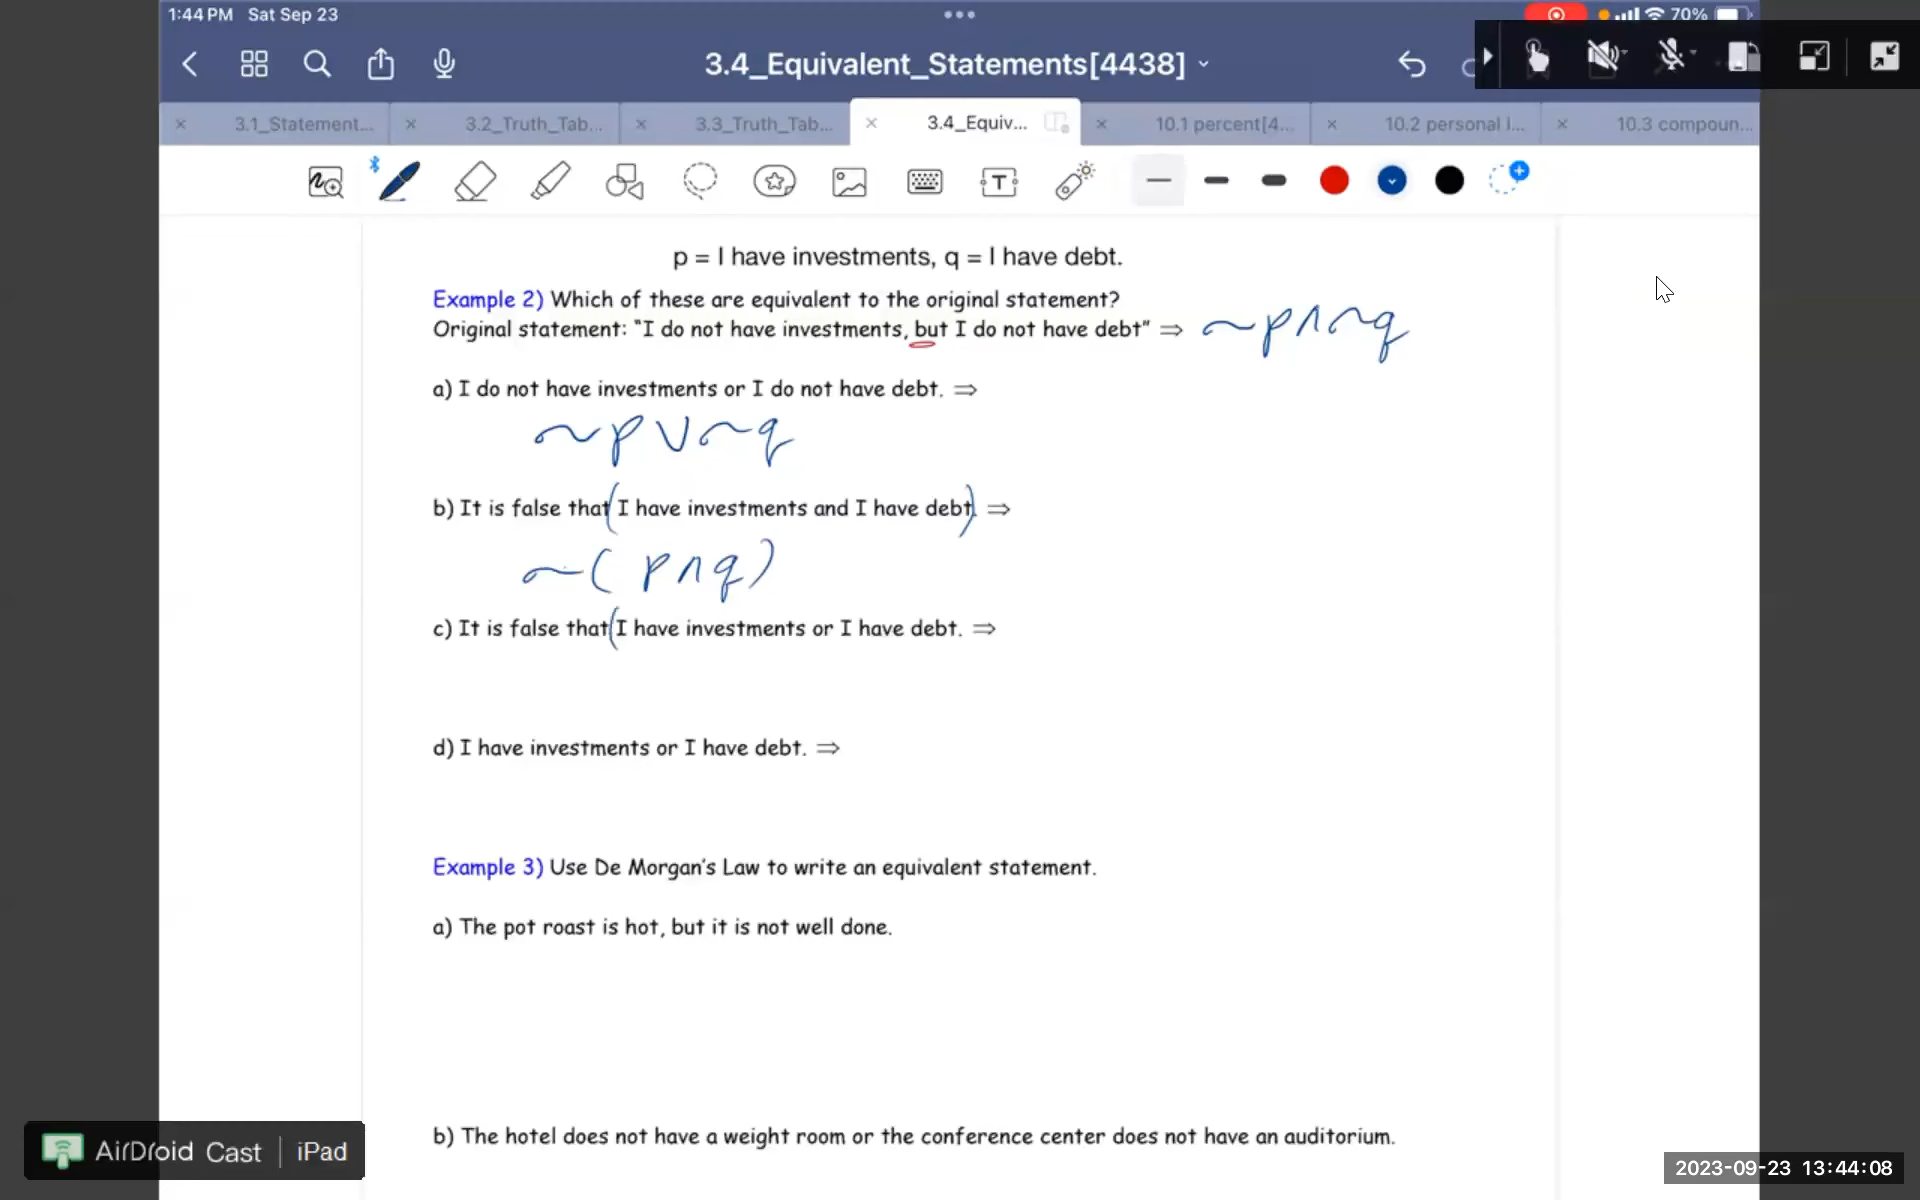 1:44 PM Sat Sep 23
70%
3.4_Equivalent_Statements[4438]
3.1_Statement...
3.2_Truth_Tab...
3.3_Truth_Tab...
3.4_Equiv...
10.1 percent[4...
10.2 personal l...
10.3 compoun...
p = I have investments, q = I have debt.
Example 2) Which of these are equivalent to the original statement?
Original statement: "I do not have investments, but I do not have debt" ⇒ ~p∧~q
a) I do not have investments or I do not have debt. ⇒
~p∨~q
b) It is false that (I have investments and I have debt). ⇒
~(p∧q)
c) It is false that (I have investments or I have debt. ⇒
d) I have investments or I have debt. ⇒
Example 3) Use De Morgan's Law to write an equivalent statement.
a) The pot roast is hot, but it is not well done.
b) The hotel does not have a weight room or the conference center does not have an auditorium.
AirDroid Cast | iPad
2023-09-23 13:44:08